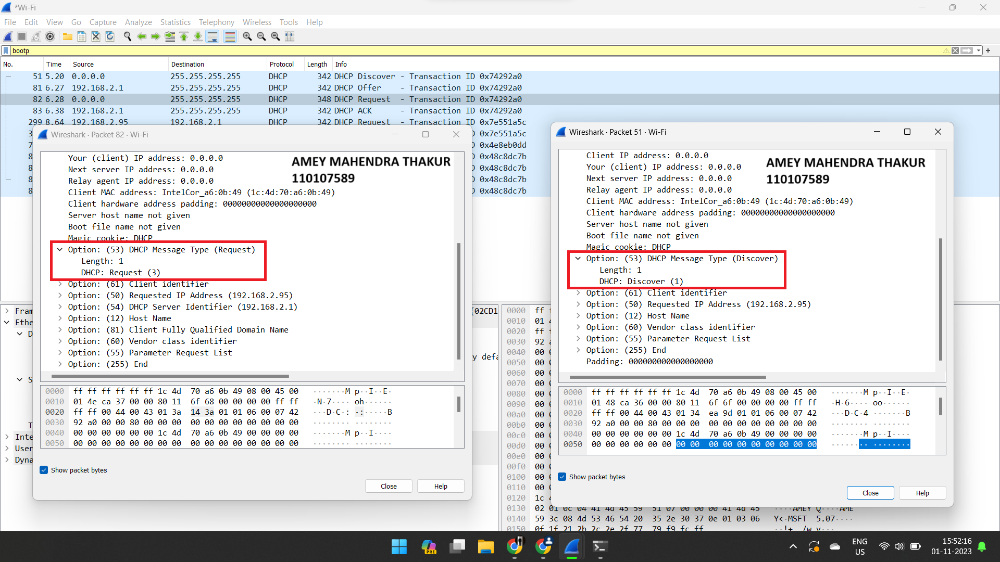 *Wi-Fi
File Edit View Go Capture Analyze Statistics Telephony Wireless Tools Help
bootp
No. Time Source Destination Protocol Length Info
51 5.20 0.0.0.0 255.255.255.255 DHCP 342 DHCP Discover - Transaction ID 0x74292a0
81 6.27 192.168.2.1 255.255.255.255 DHCP 342 DHCP Offer - Transaction ID 0x74292a0
82 6.28 0.0.0.0 255.255.255.255 DHCP 348 DHCP Request - Transaction ID 0x74292a0
83 6.38 192.168.2.1 255.255.255.255 DHCP 342 DHCP ACK - Transaction ID 0x74292a0
299 8.64 192.168.2.95 192.168.2.1 DHCP 342 DHCP Request - Transaction ID 0x7e551a5c
0x7e551a5c
0x4e8eb0dd
0x48c8dc7b
0x48c8dc7b
0x48c8dc7b
0x48c8dc7b
Wireshark · Packet 82 · Wi-Fi
Your (client) IP address: 0.0.0.0
Next server IP address: 0.0.0.0
Relay agent IP address: 0.0.0.0
Client MAC address: IntelCor_a6:0b:49 (1c:4d:70:a6:0b:49)
Client hardware address padding: 00000000000000000000
Server host name not given
Boot file name not given
Magic cookie: DHCP
Option: (53) DHCP Message Type (Request)
Length: 1
DHCP: Request (3)
Option: (61) Client identifier
Option: (50) Requested IP Address (192.168.2.95)
Option: (54) DHCP Server Identifier (192.168.2.1)
Option: (12) Host Name
Option: (81) Client Fully Qualified Domain Name
Option: (60) Vendor class identifier
Option: (55) Parameter Request List
Option: (255) End
AMEY MAHENDRA THAKUR
110107589
0000 ff ff ff ff ff ff 1c 4d 70 a6 0b 49 08 00 45 00 ·······M p··I··E·
0010 01 4e ca 37 00 00 80 11 6f 68 00 00 00 00 ff ff ·N·7···· oh······
0020 ff ff 00 44 00 43 01 3a 14 3a 01 01 06 00 07 42 ···D·C·: ·:·····B
0030 92 a0 00 00 80 00 00 00 00 00 00 00 00 00 00 00 ········ ········
0040 00 00 00 00 00 00 1c 4d 70 a6 0b 49 00 00 00 00 ·······M p··I····
0050 00 00 00 00 00 00 00 00 00 00 00 00 00 00 00 00 ········ ········
Show packet bytes
Close Help
Wireshark · Packet 51 · Wi-Fi
Client IP address: 0.0.0.0
Your (client) IP address: 0.0.0.0
Next server IP address: 0.0.0.0
Relay agent IP address: 0.0.0.0
Client MAC address: IntelCor_a6:0b:49 (1c:4d:70:a6:0b:49)
Client hardware address padding: 00000000000000000000
Server host name not given
Boot file name not given
Magic cookie: DHCP
Option: (53) DHCP Message Type (Discover)
Length: 1
DHCP: Discover (1)
Option: (61) Client identifier
Option: (50) Requested IP Address (192.168.2.95)
Option: (12) Host Name
Option: (60) Vendor class identifier
Option: (55) Parameter Request List
Option: (255) End
Padding: 000000000000000000
AMEY MAHENDRA THAKUR
110107589
0000 ff ff ff ff ff ff 1c 4d 70 a6 0b 49 08 00 45 00 ·······M p··I··E·
0010 01 48 ca 36 00 00 80 11 6f 6f 00 00 00 00 ff ff ·H·6···· oo······
0020 ff ff 00 44 00 43 01 34 ea 9d 01 01 06 00 07 42 ···D·C·4 ·······B
0030 92 a0 00 00 80 00 00 00 00 00 00 00 00 00 00 00 ········ ········
0040 00 00 00 00 00 00 1c 4d 70 a6 0b 49 00 00 00 00 ·······M p··I····
0050 00 00 00 00 00 00 00 00 00 00 00 00 00 00 00 00 ········ ········
Show packet bytes
Close Help
{02CD1
y defa
0000 ff
0010 01
0020 ff
0030 92
0040 00
0050 00
0060 00
0070 00
0080 00
0090 00
00a0 00
00b0 00
00c0 00
00d0 00
00e0 00
00f0 00
0100 00
0110 00
0120 1c
0130 02 01 0c 04 41 4d 45 59 51 07 00 00 00 41 4d 45 ····AMEY Q····AME
0140 59 3c 08 4d 53 46 54 20 35 2e 30 37 0e 01 03 06 Y<·MSFT 5.07····
0150 0f 1f 21 2b 2c 2e 2f 77 79 f9 fc ff
PRE
ENG
US
15:52:16
01-11-2023